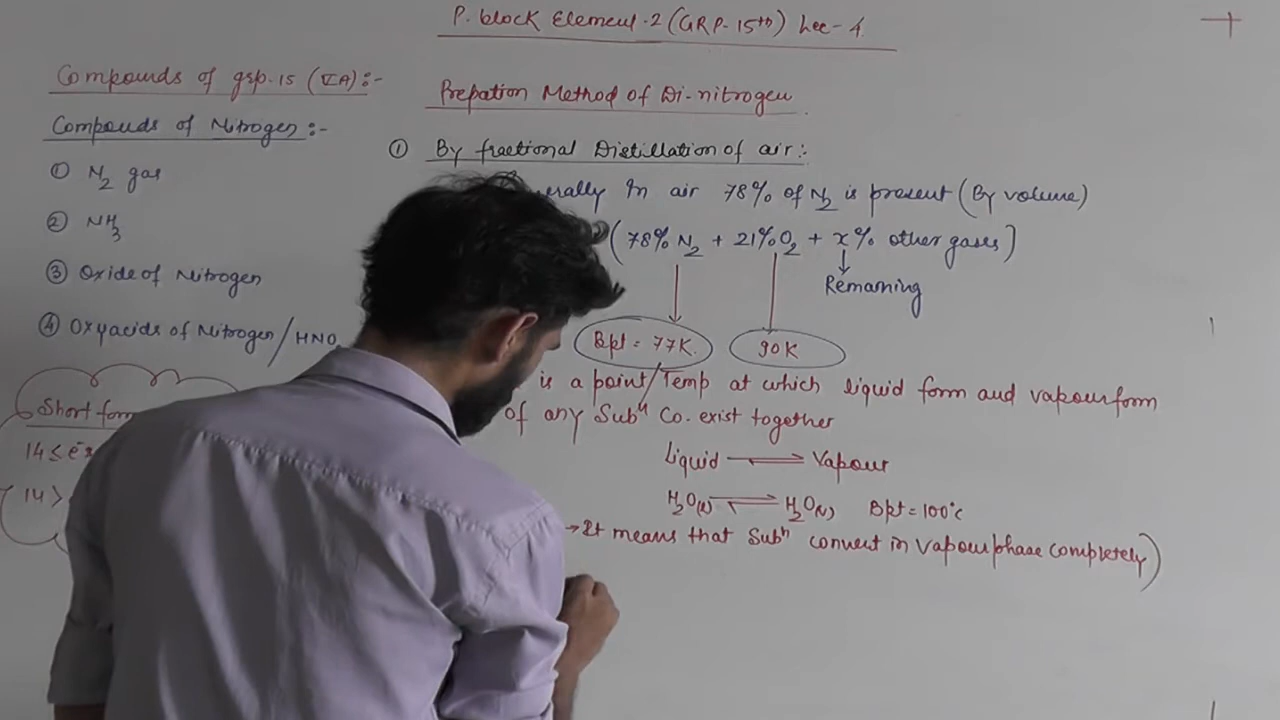 P. block Element-2 (GRP-15th) Lec-4
Compounds of grp-15 (VA):-
Compouds of Nitrogen:-
① N2 gas
② NH3
③ Oxide of Nitrogen
④ Oxyacids of Nitrogen/HNO
Short form
14 ≤ e-
14 >
Prepation Method of Di-nitrogen
① By fractional Distillation of air:-
In air 78% of N2 is present (By volume)
(78% N2 + 21% O2 + x% other gases)
Remaning
Bpt = 77K.
90K
is a point/Temp at which liquid form and vapour form
of any Subⁿ Co. exist together
Liquid ⇌ Vapour
H2O(l) ⇌ H2O(v) Bpt = 100°c
→ It means that Subⁿ convert in vapour phase completely)